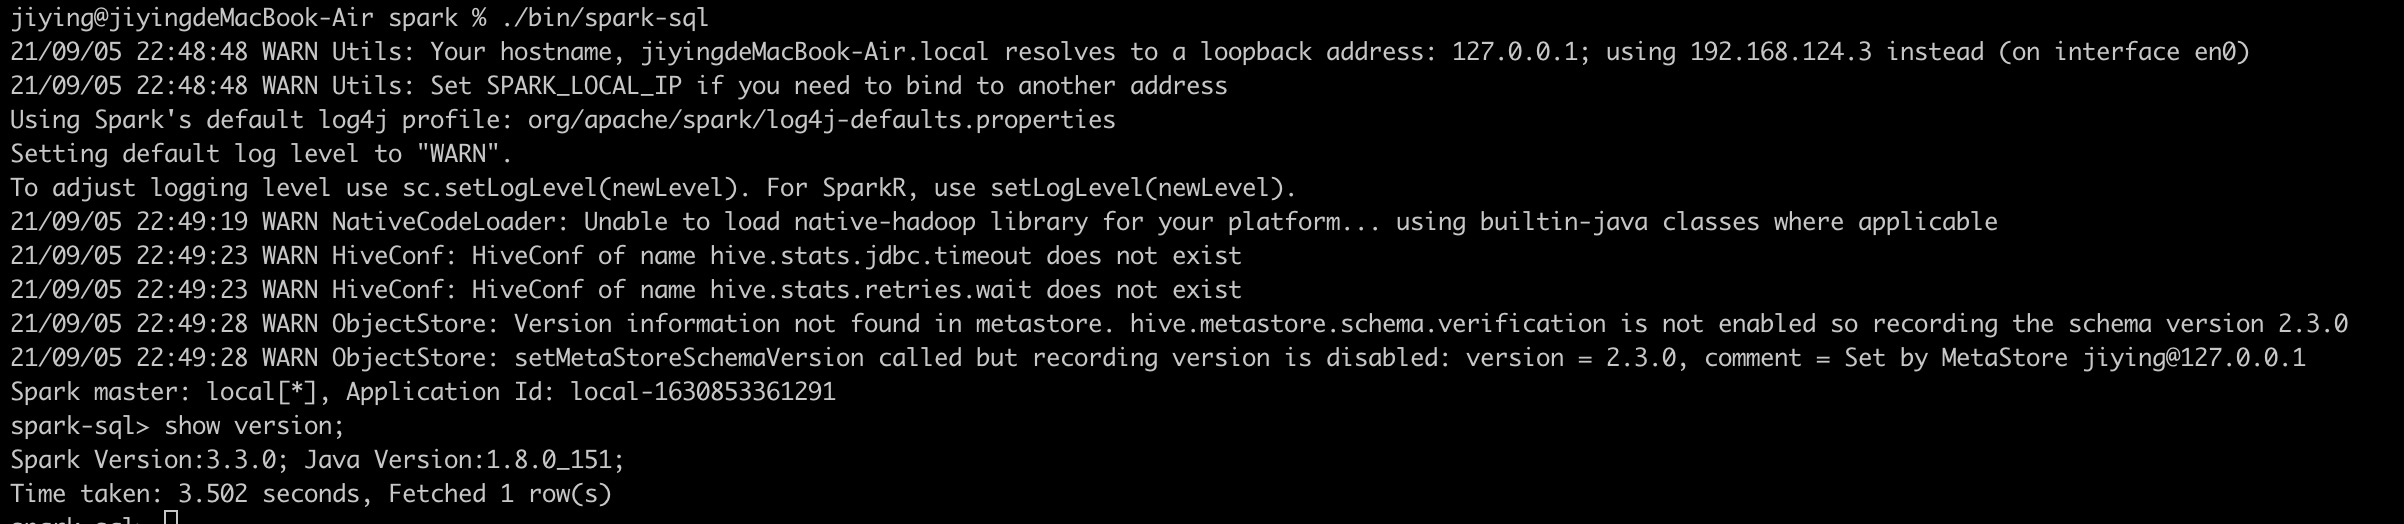 jiying@jiyingdeMacBook-Air spark % ./bin/spark-sql
21/09/05 22:48:48 WARN Utils: Your hostname, jiyingdeMacBook-Air.local resolves to a loopback address: 127.0.0.1; using 192.168.124.3 instead (on interface en0)
21/09/05 22:48:48 WARN Utils: Set SPARK_LOCAL_IP if you need to bind to another address
Using Spark's default log4j profile: org/apache/spark/log4j-defaults.properties
Setting default log level to "WARN".
To adjust logging level use sc.setLogLevel(newLevel). For SparkR, use setLogLevel(newLevel).
21/09/05 22:49:19 WARN NativeCodeLoader: Unable to load native-hadoop library for your platform... using builtin-java classes where applicable
21/09/05 22:49:23 WARN HiveConf: HiveConf of name hive.stats.jdbc.timeout does not exist
21/09/05 22:49:23 WARN HiveConf: HiveConf of name hive.stats.retries.wait does not exist
21/09/05 22:49:28 WARN ObjectStore: Version information not found in metastore. hive.metastore.schema.verification is not enabled so recording the schema version 2.3.0
21/09/05 22:49:28 WARN ObjectStore: setMetaStoreSchemaVersion called but recording version is disabled: version = 2.3.0, comment = Set by MetaStore jiying@127.0.0.1
Spark master: local[*], Application Id: local-1630853361291
spark-sql> show version;
Spark Version:3.3.0; Java Version:1.8.0_151;
Time taken: 3.502 seconds, Fetched 1 row(s)